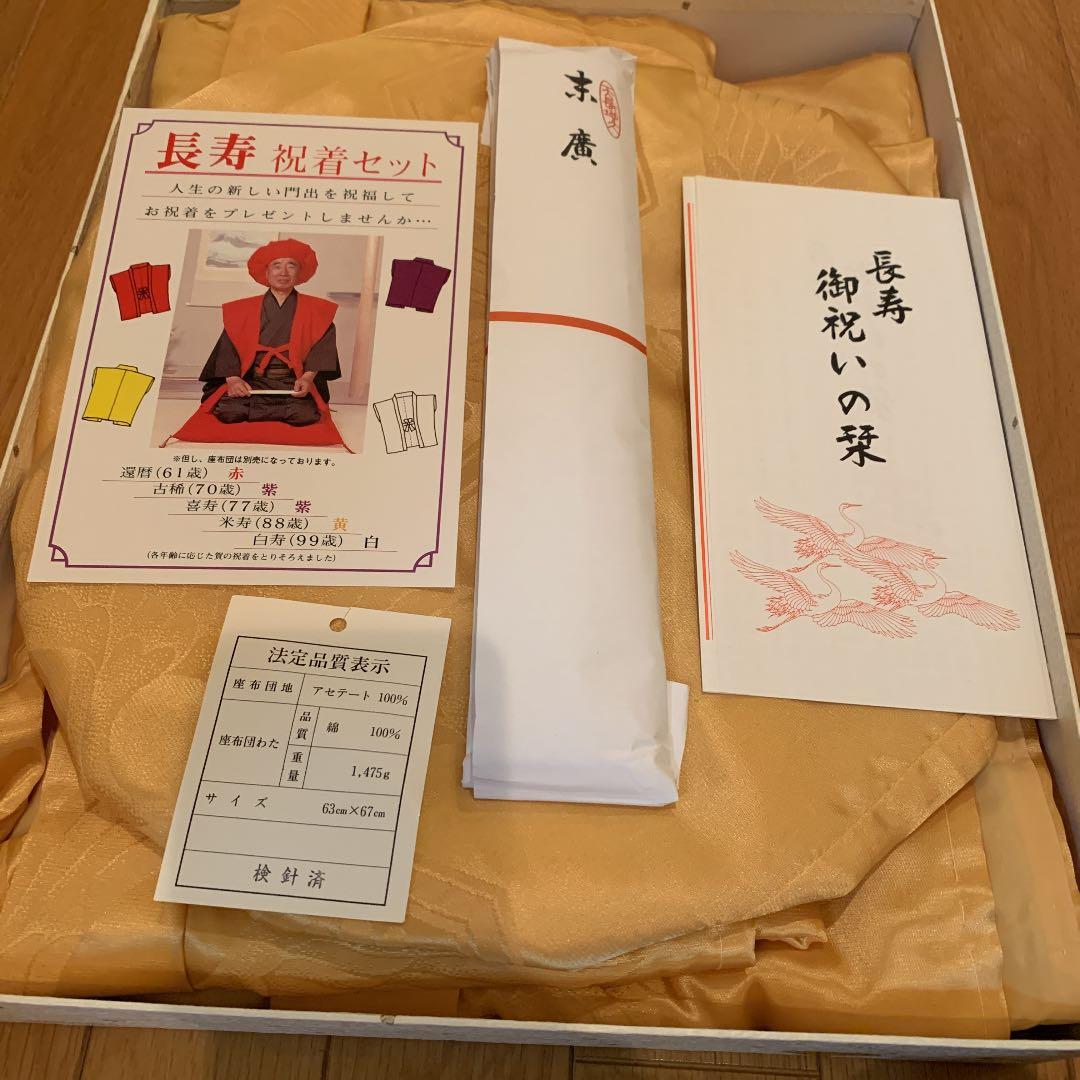 長寿 祝着セット
人生の新しい門出を祝福して
お祝着をプレゼントしませんか…
※但し、座布団は別売になっております。
還暦(61歳) 赤
古稀(70歳) 紫
喜寿(77歳) 紫
米寿(88歳) 黄
白寿(99歳) 白
(各年齢に応じた賀の祝着をとりそろえました)
末廣
長寿
御祝いの栞
法定品質表示
座布団地 アセテート 100%
座布団わた 品質 綿 100%
重量 1,475g
サイズ 63cm×67cm
検針済